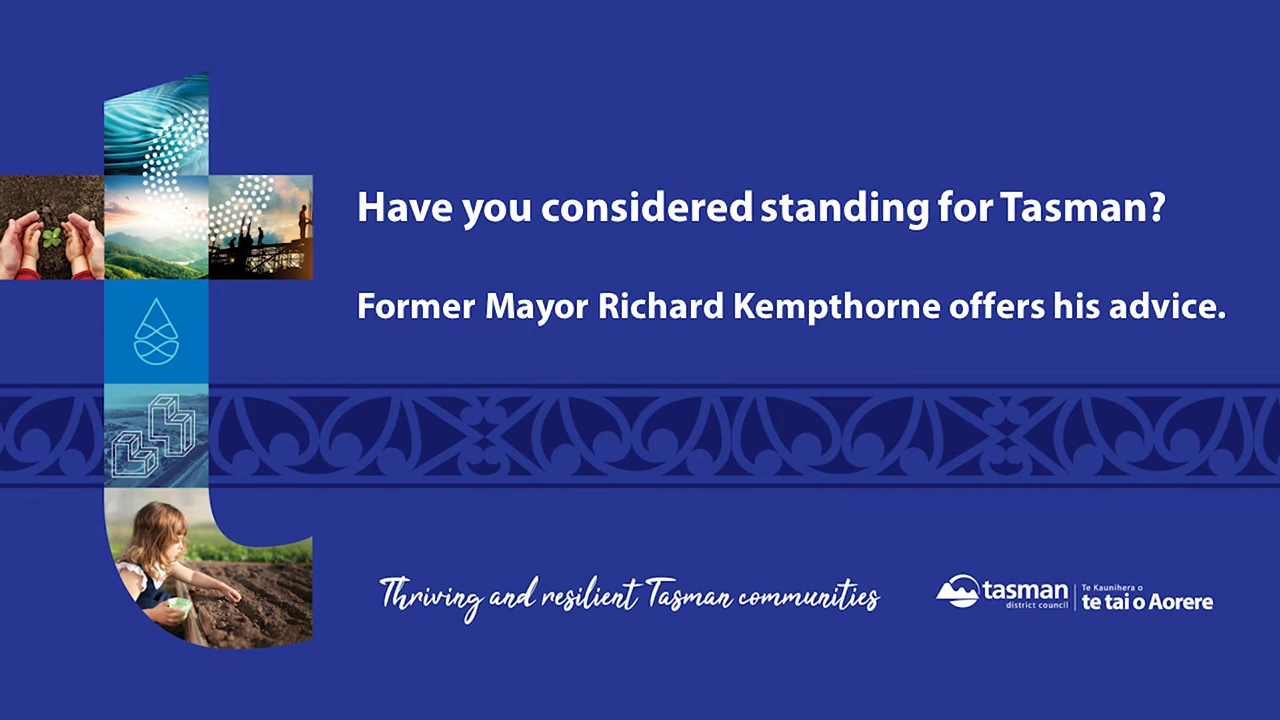 Have you considered standing for Tasman?
Former Mayor Richard Kempthorne offers his advice.
Thriving and resilient Tasman communities
tasman
district council
Te Kaunihera o
te tai o Aorere